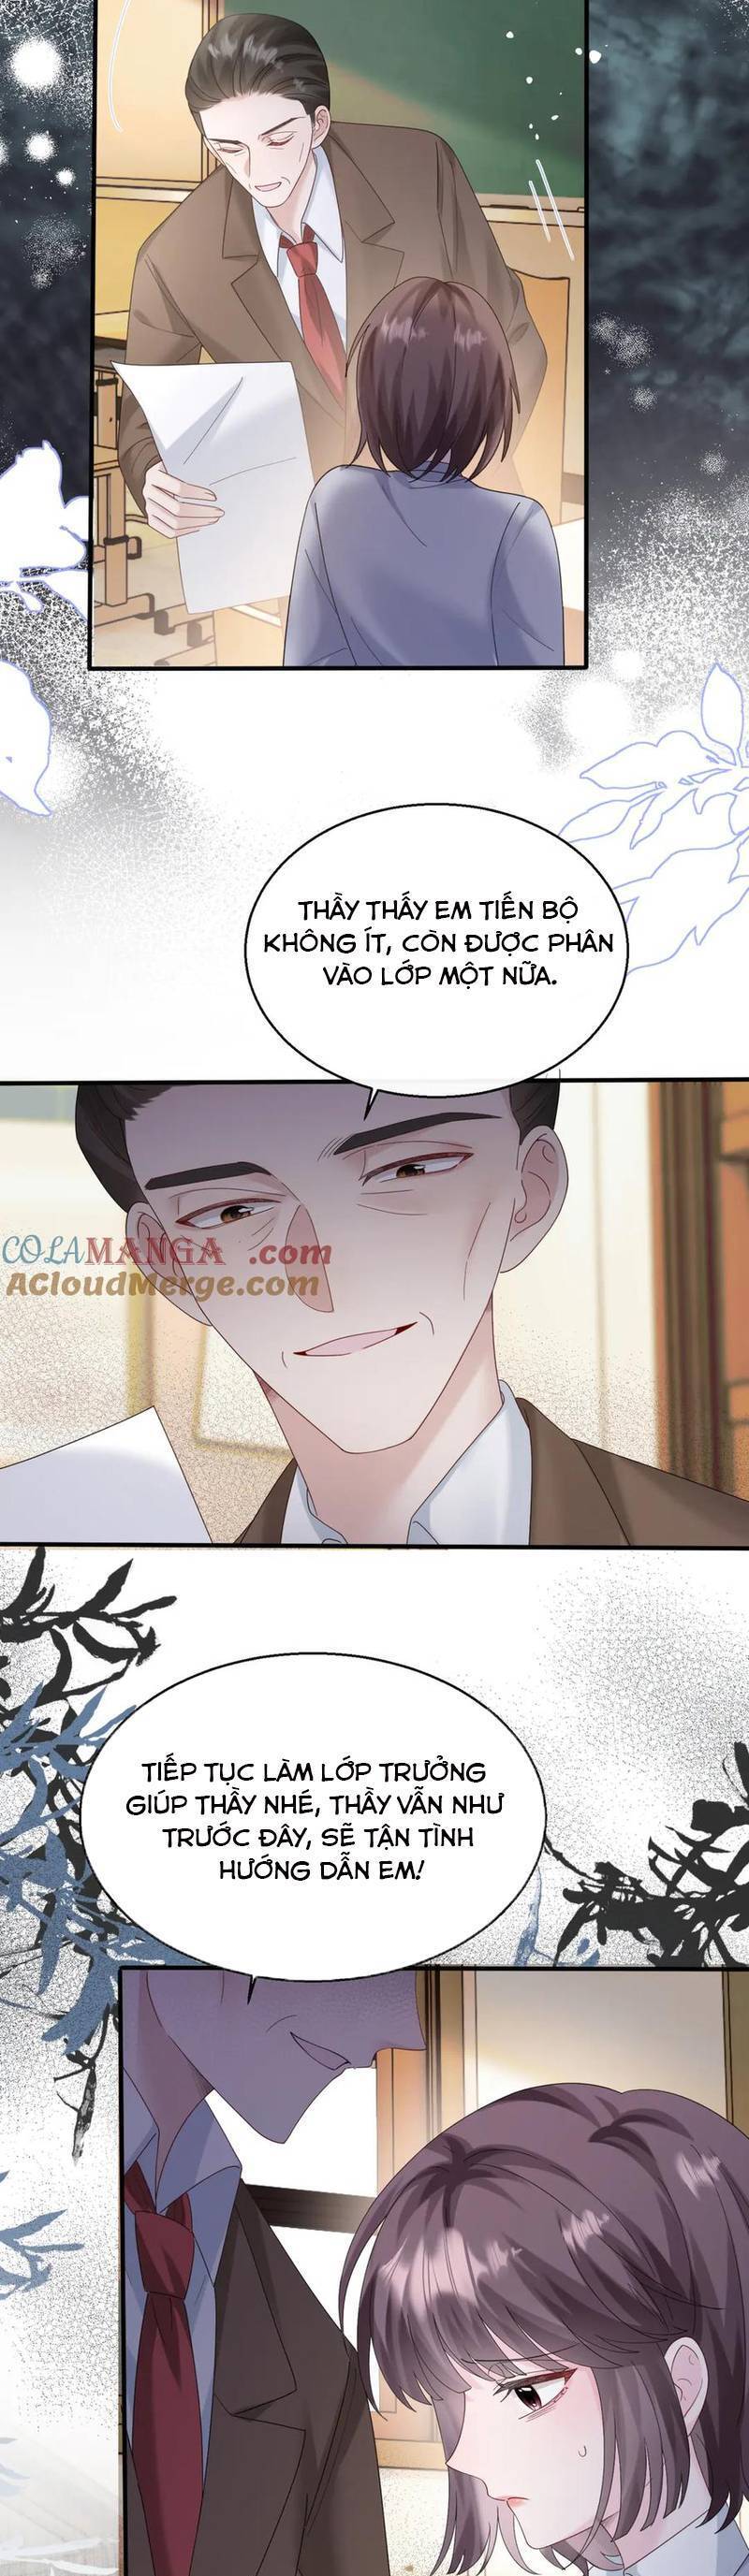 THẦY THẤY EM TIẾN BỘ
KHÔNG ÍT, CÒN ĐƯỢC PHÂN
VÀO LỚP MỘT NỮA.
COLAMANGA.com
ACloudMerge.com
TIẾP TỤC LÀM LỚP TRƯỞNG
GIÚP THẦY NHÉ, THẦY VẪN NHƯ
TRƯỚC ĐÂY, SẼ TẬN TÌNH
HƯỚNG DẪN EM!